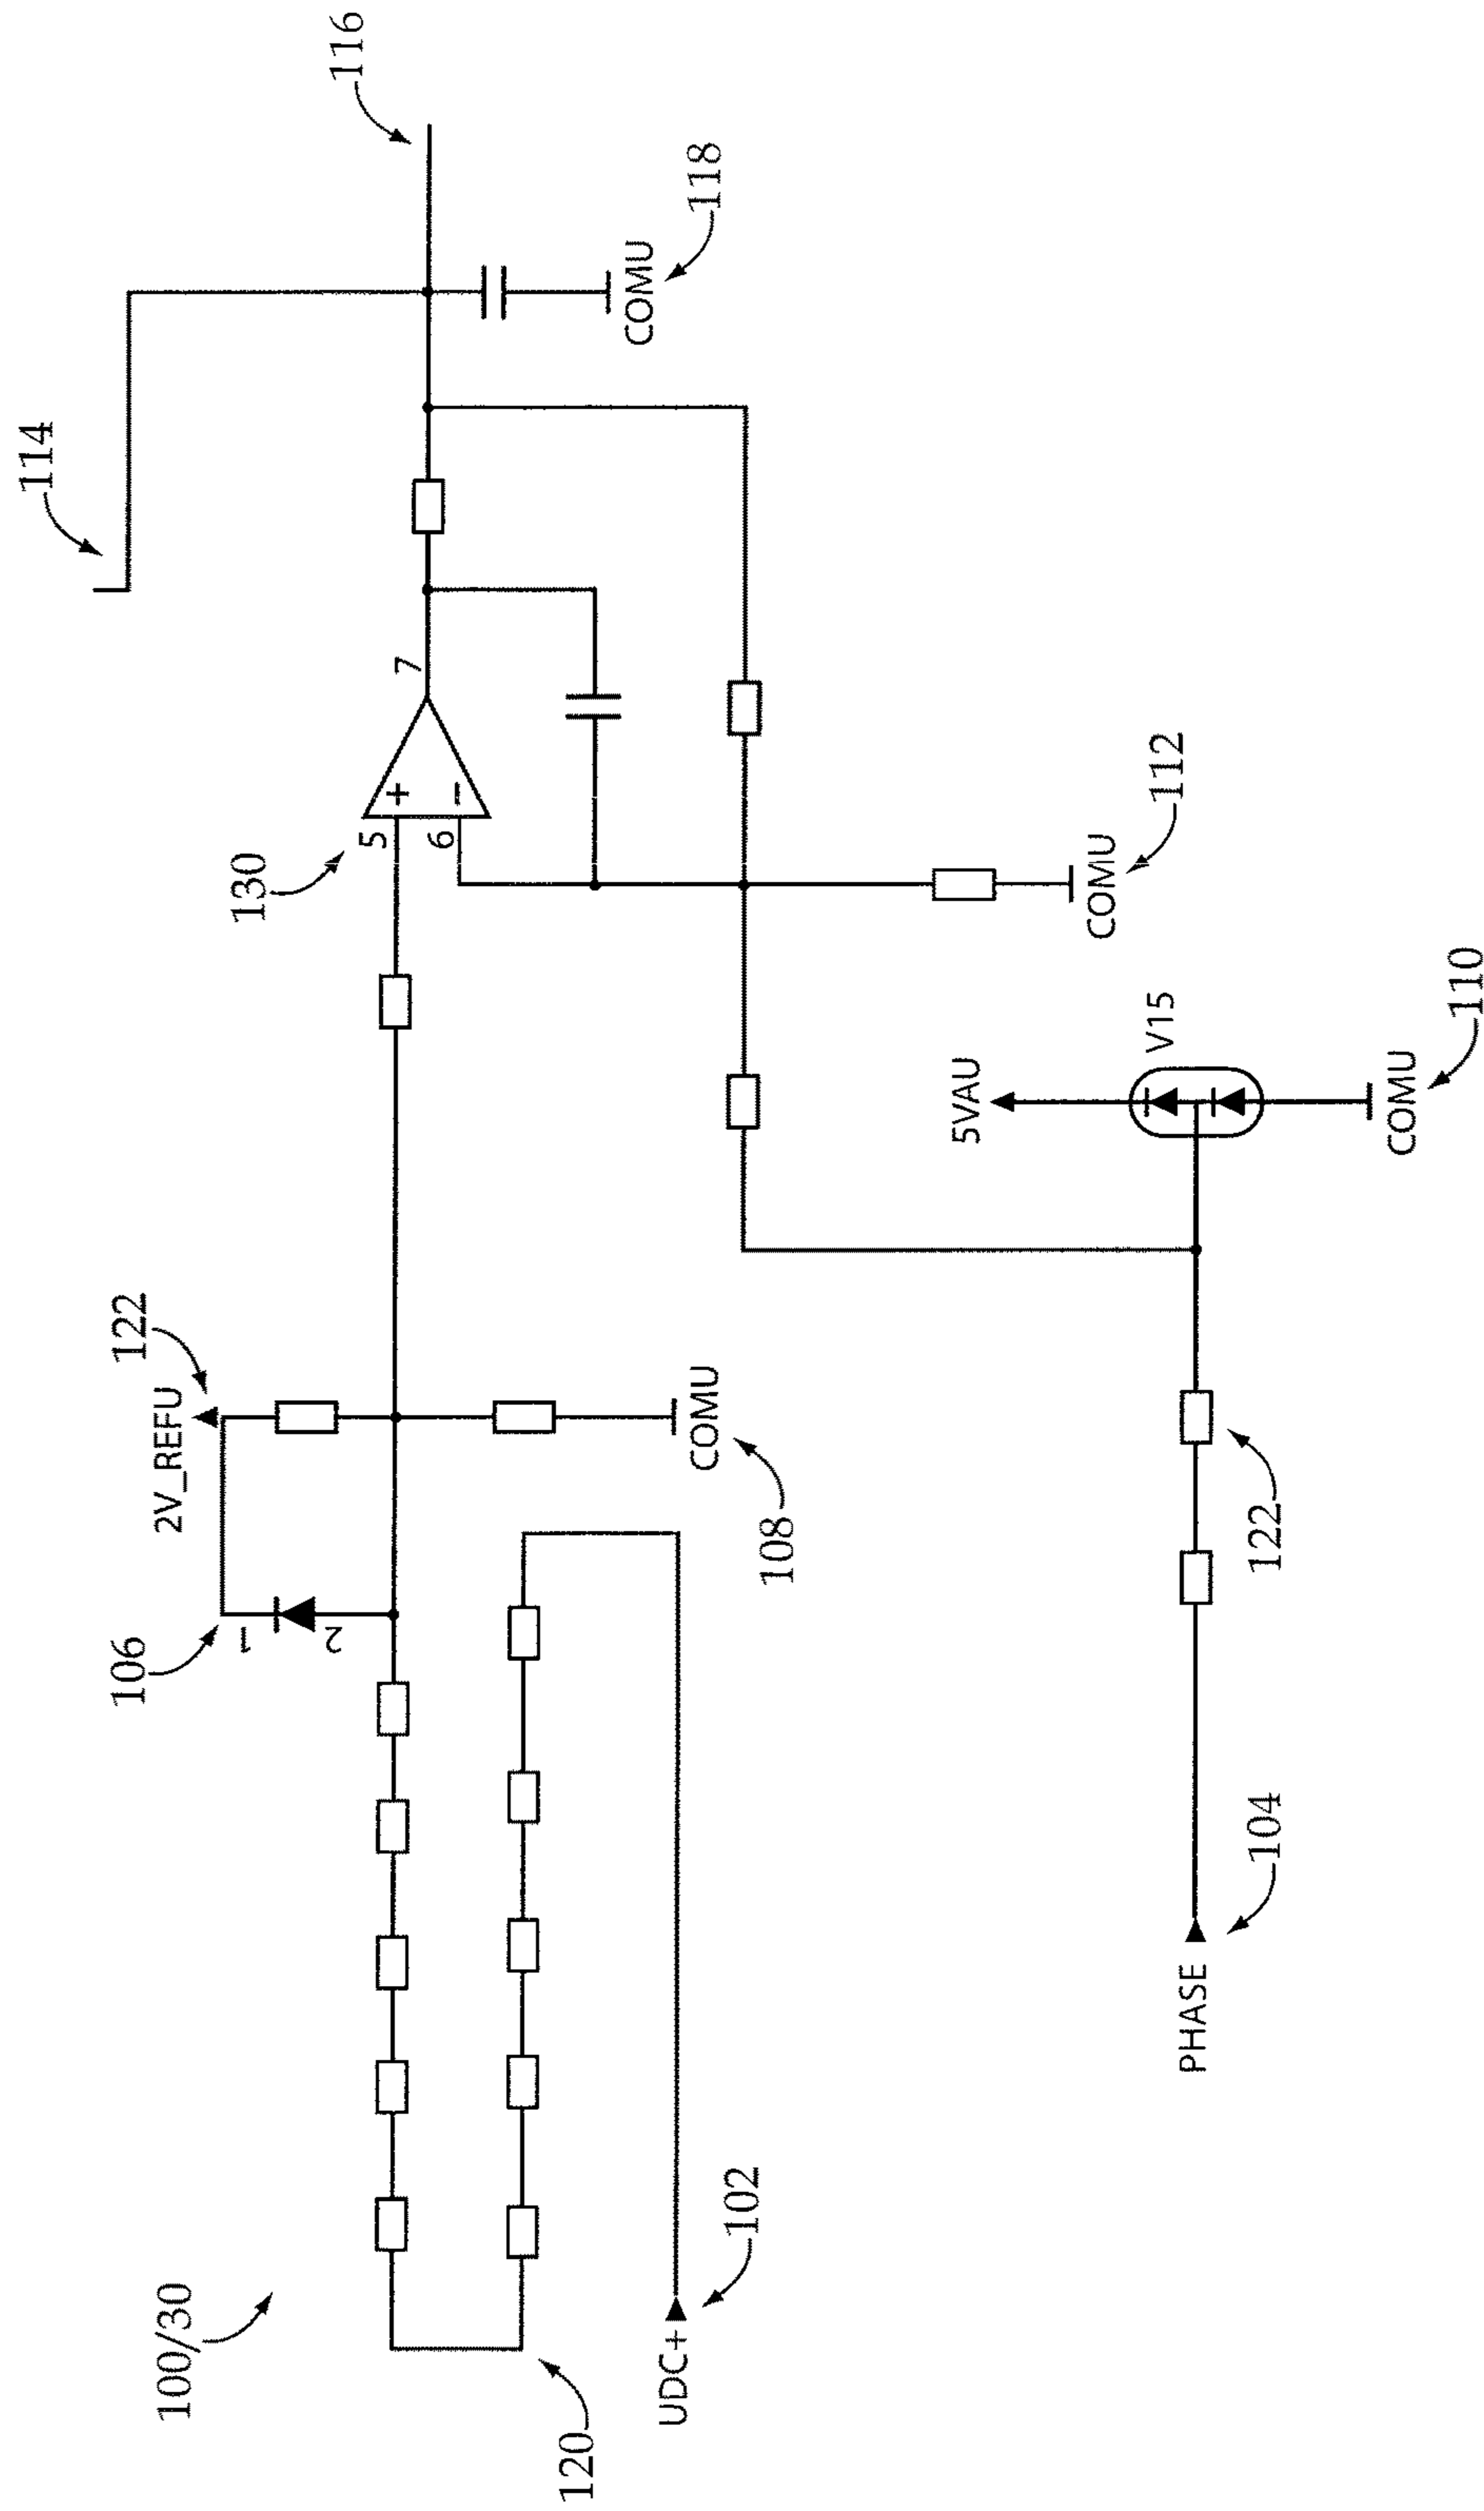 100/30
120
UDC+
102
106
1
2
2V_REFU
122
COMU
108
130
5
6
+
−
7
114
116
COMU
118
COMU
112
5VAU
V15
COMU
110
PHASE
104
122